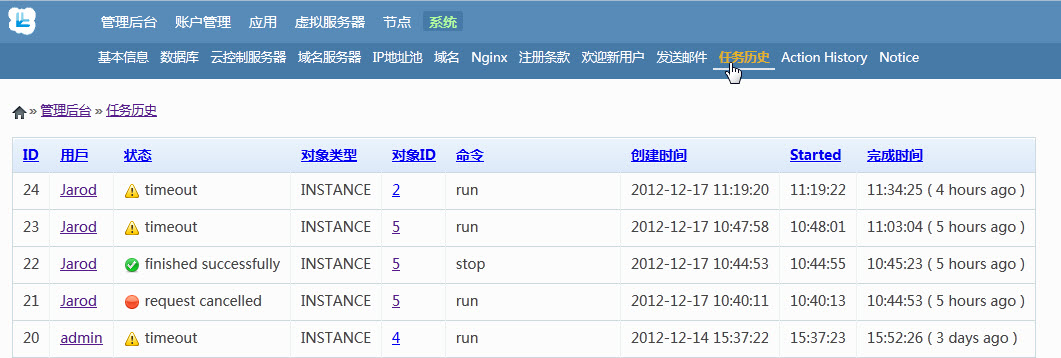 管理后台 账户管理 应用 虚拟服务器 节点 系统
基本信息 数据库 云控制服务器 域名服务器 IP地址池 域名 Nginx 注册条款 欢迎新用户 发送邮件 任务历史 Action History Notice
» 管理后台 » 任务历史
ID 用戶 状态 对象类型 对象ID 命令 创建时间 Started 完成时间
24 Jarod timeout INSTANCE 2 run 2012-12-17 11:19:20 11:19:22 11:34:25 ( 4 hours ago )
23 Jarod timeout INSTANCE 5 run 2012-12-17 10:47:58 10:48:01 11:03:04 ( 5 hours ago )
22 Jarod finished successfully INSTANCE 5 stop 2012-12-17 10:44:53 10:44:55 10:45:23 ( 5 hours ago )
21 Jarod request cancelled INSTANCE 5 run 2012-12-17 10:40:11 10:40:13 10:44:53 ( 5 hours ago )
20 admin timeout INSTANCE 4 run 2012-12-14 15:37:22 15:37:23 15:52:26 ( 3 days ago )